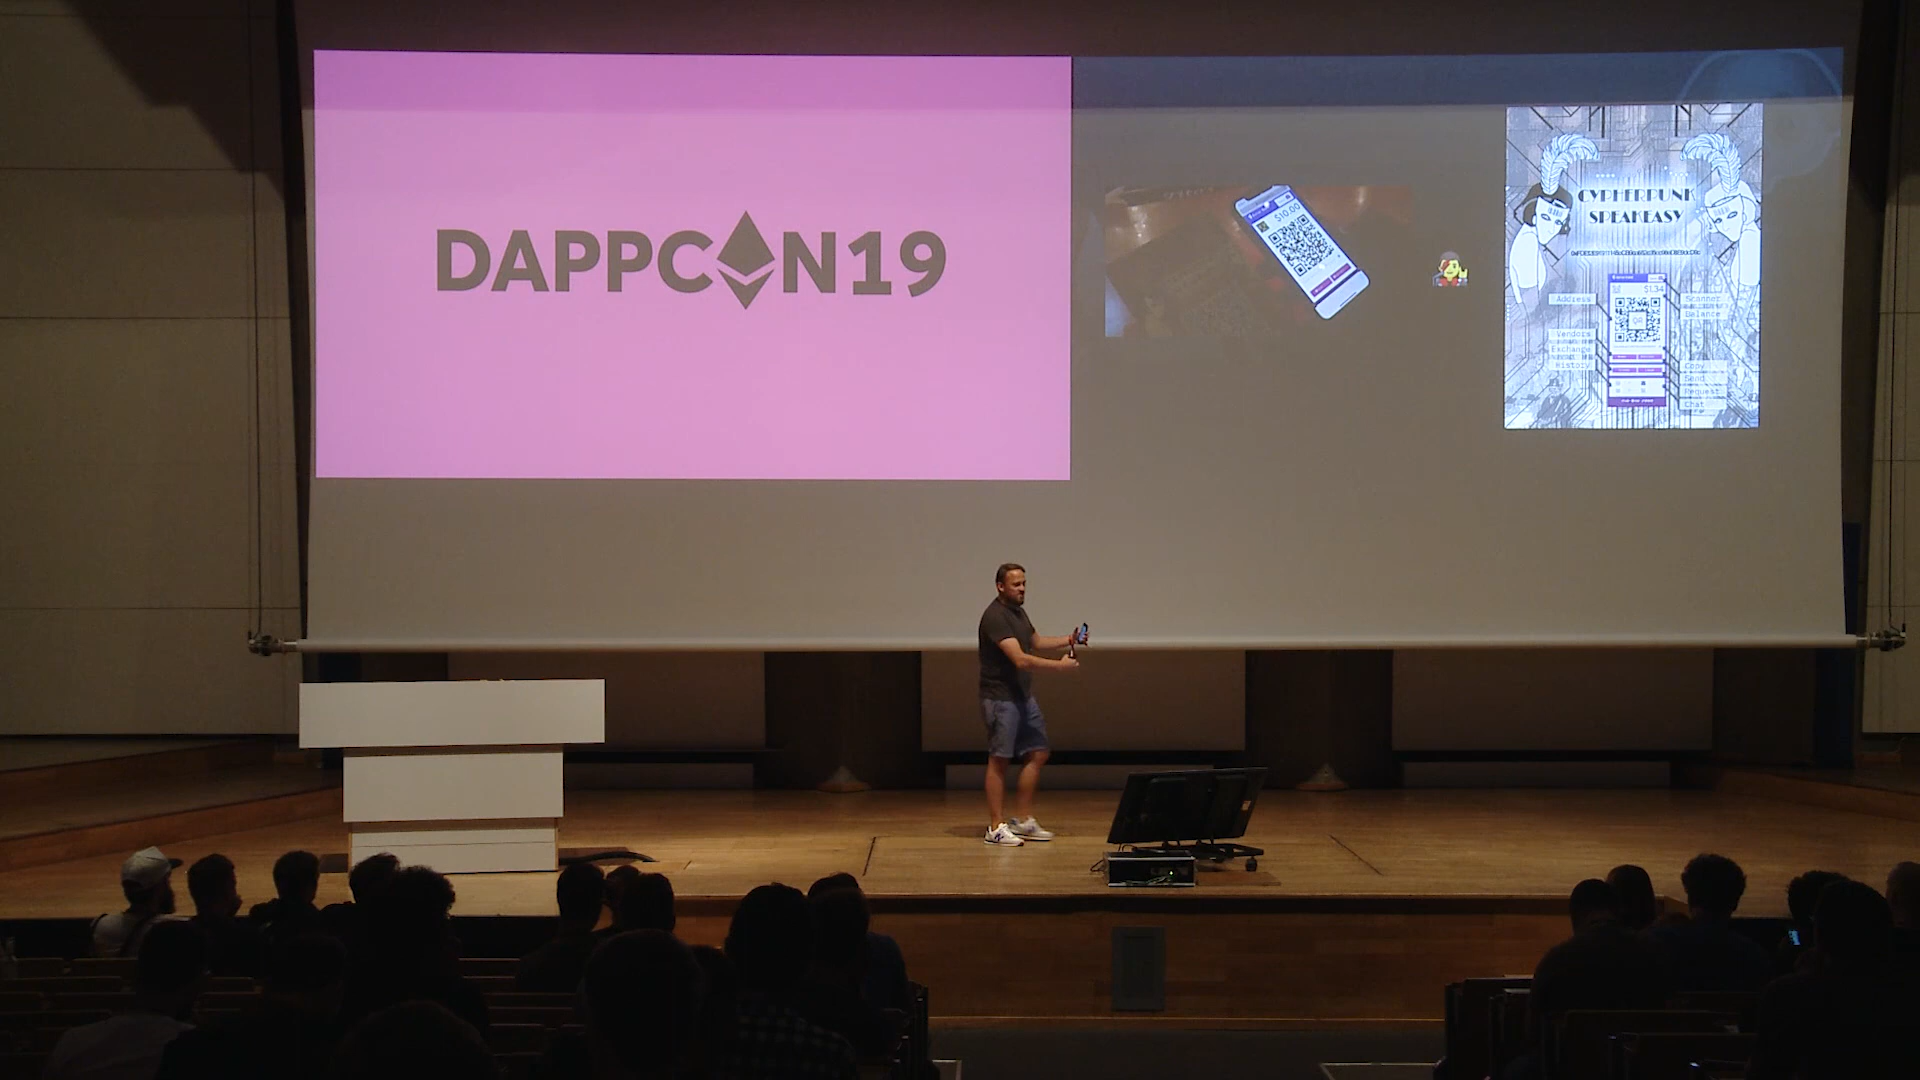 DAPPCON19
$10.00
CYPHERPUNK
SPEAKEASY
Address
Vendors
Exchange
History
$1.34
Scanner
Balance
Copy
Send
Request
Chat